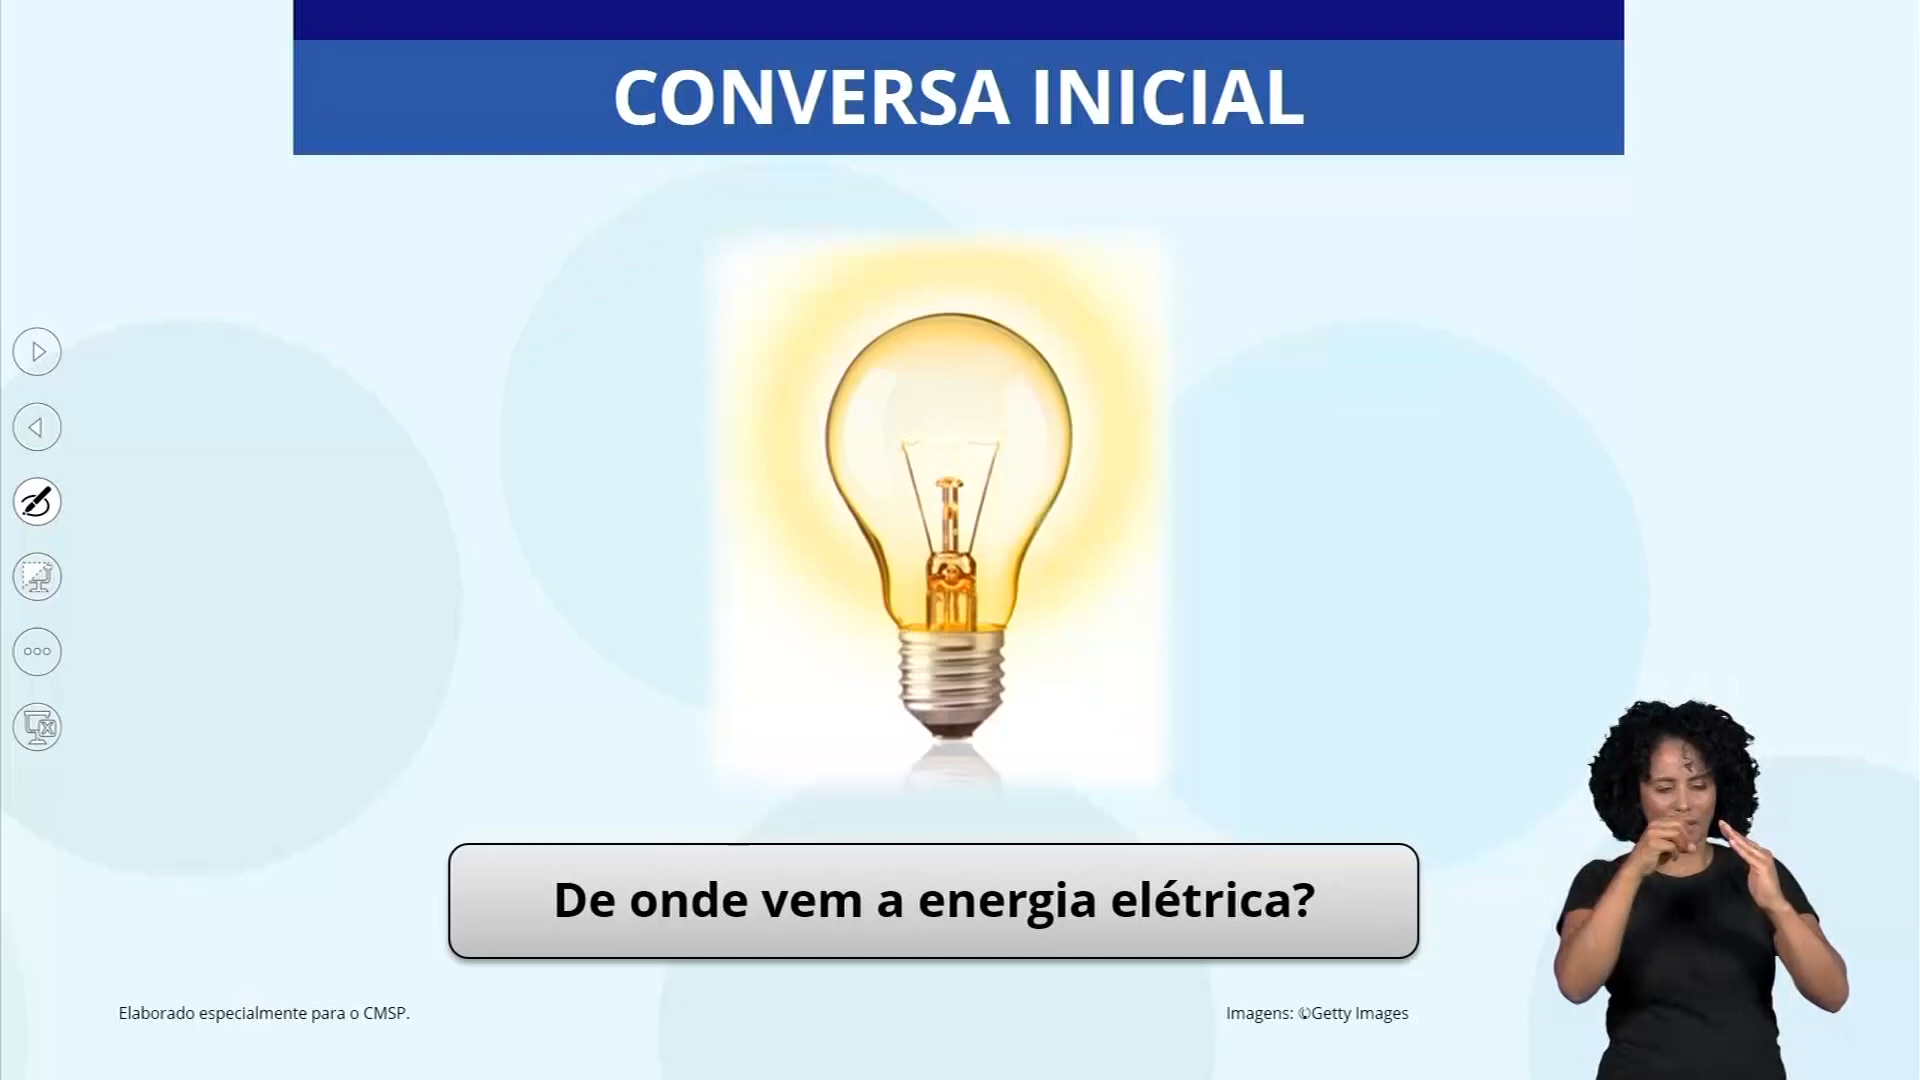 CONVERSA INICIAL
De onde vem a energia elétrica?
Elaborado especialmente para o CMSP.
Imagens: ©Getty Images